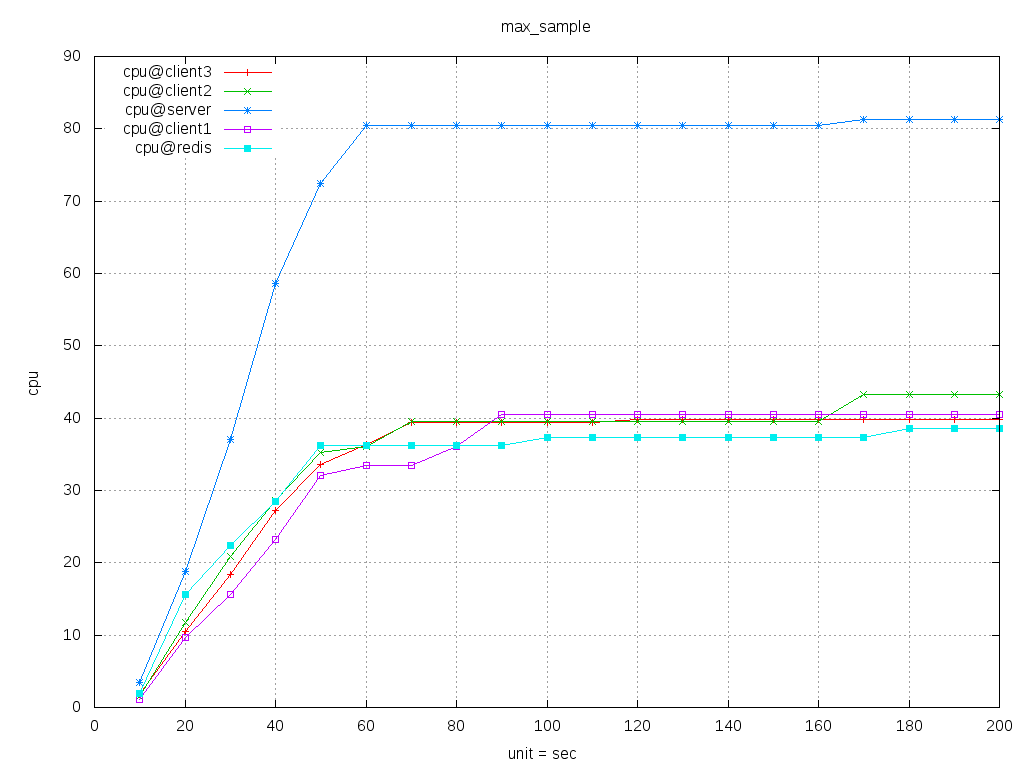 max_sample
90
80
70
60
50
40
30
20
10
0
cpu
cpu@client3
cpu@client2
cpu@server
cpu@client1
cpu@redis
0 20 40 60 80 100 120 140 160 180 200
unit = sec